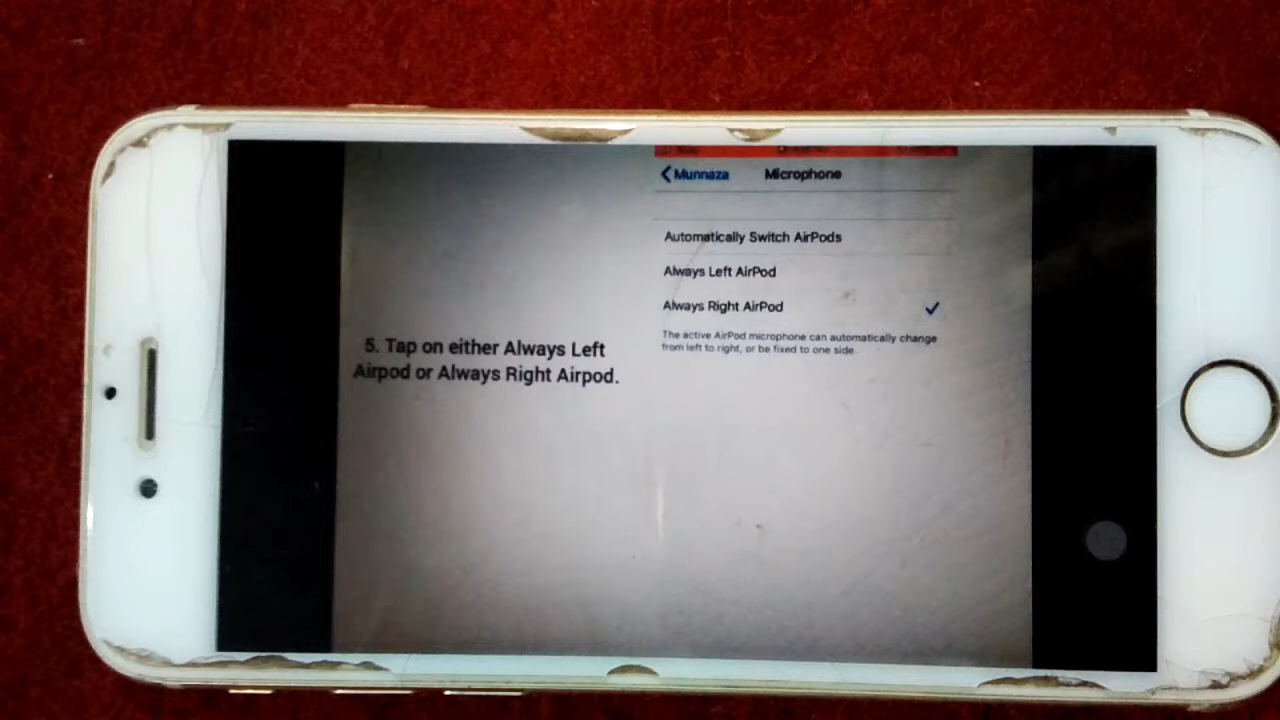 Munnaza
Microphone
Automatically Switch AirPods
Always Left AirPod
Always Right AirPod
The active AirPod microphone can automatically change
from left to right, or be fixed to one side.
5. Tap on either Always Left
Airpod or Always Right Airpod.